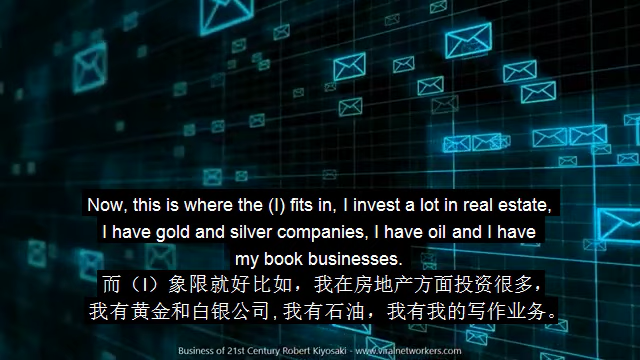 Now, this is where the (I) fits in, I invest a lot in real estate,
I have gold and silver companies, I have oil and I have
my book businesses.
而（I）象限就好比如，我在房地产方面投资很多，
我有黄金和白银公司,我有石油，我有我的写作业务。
Business of 21st Century Robert Kiyosaki - www.vitalnetworkers.com